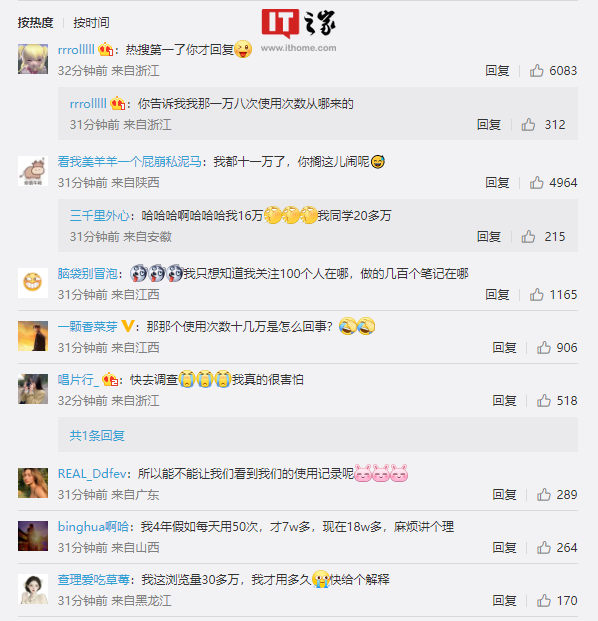 按热度 | 按时间
IT之家
www.ithome.com
rrrolllll：热搜第一了你才回复
32分钟前 来自浙江
回复 6083
rrrolllll：你告诉我我那一万八次使用次数从哪来的
31分钟前 来自浙江
回复 312
看我美羊羊一个屁崩私泥马：我都十一万了，你搁这儿闹呢
31分钟前 来自陕西
回复 4964
三千里外心：哈哈哈啊哈哈哈我16万我同学20多万
31分钟前 来自安徽
回复 215
脑袋别冒泡：我只想知道我关注100个人在哪，做的几百个笔记在哪
31分钟前 来自江西
回复 1165
一颗香菜芽：那那个使用次数十几万是怎么回事？
31分钟前 来自江西
回复 906
唱片行_：快去调查我真的很害怕
32分钟前 来自浙江
回复 518
共1条回复
REAL_Ddfev：所以能不能让我们看到我们的使用记录呢
31分钟前 来自广东
回复 289
binghua啊哈：我4年假如每天用50次，才7w多，现在18w多，麻烦讲个理
31分钟前 来自山西
回复 264
查理爱吃草莓：我这浏览量30多万，我才用多久快给个解释
31分钟前 来自黑龙江
回复 170